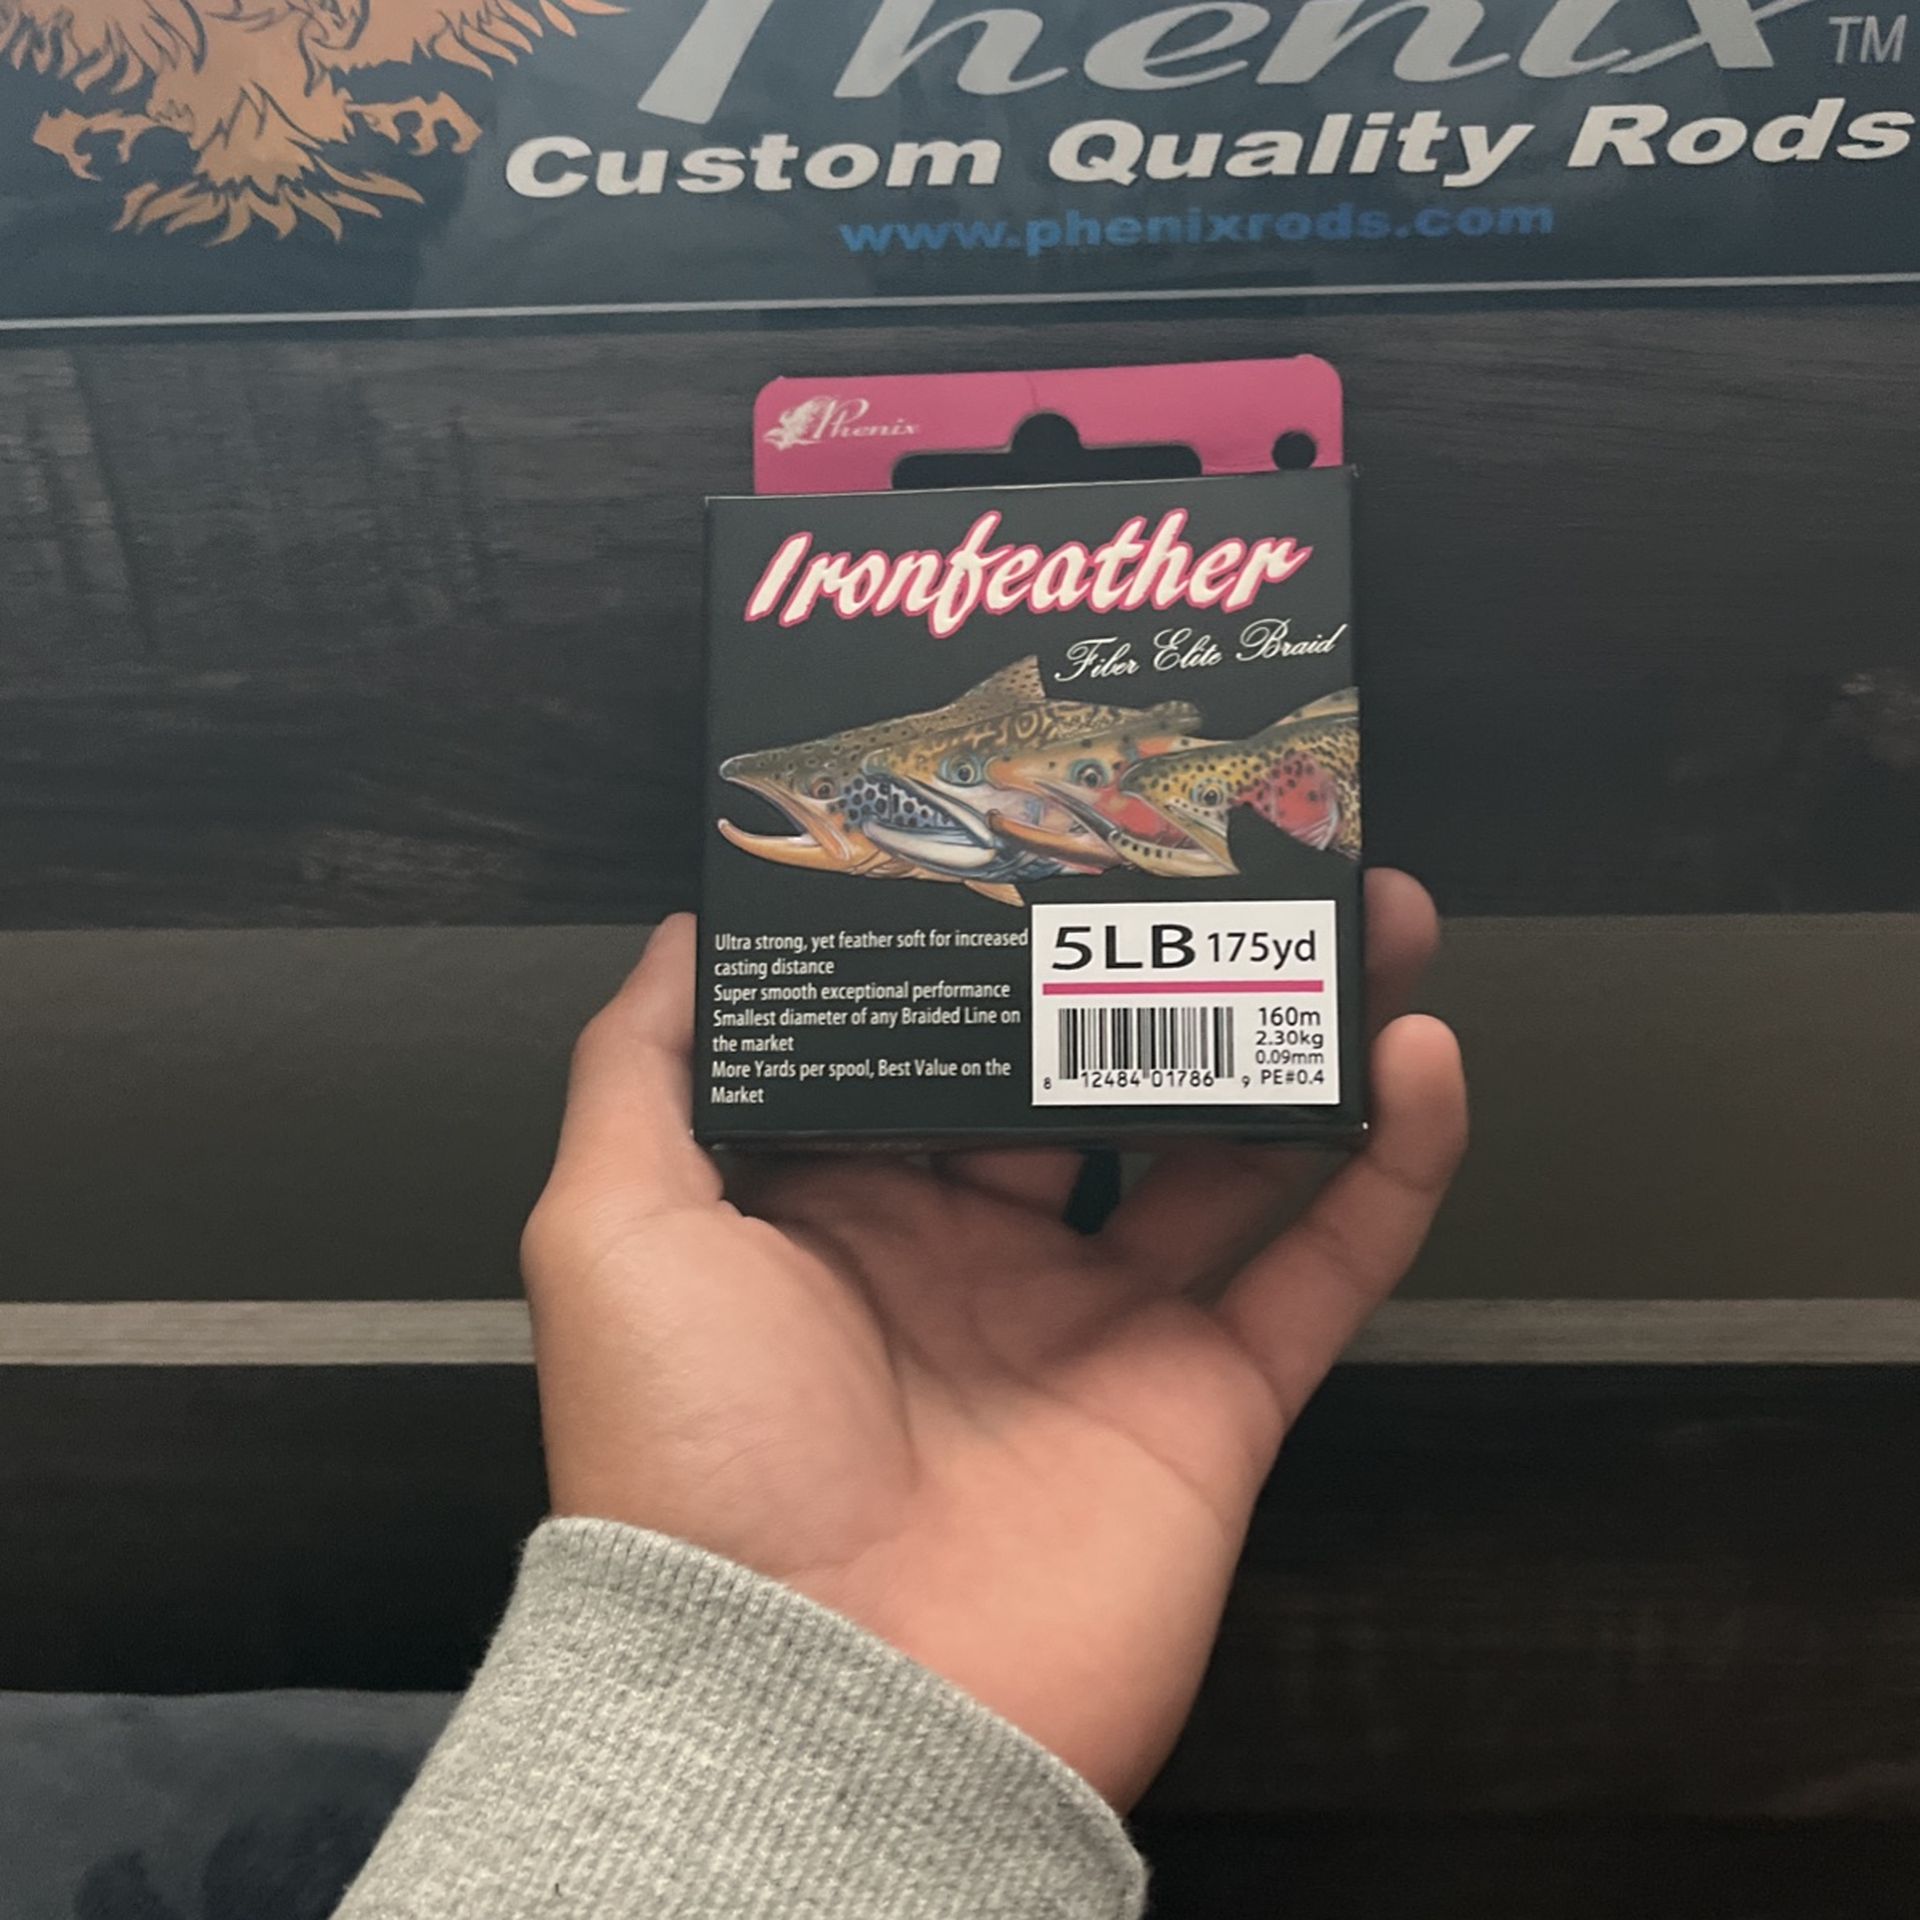 Phenix TM
Custom Quality Rods
www.phenixrods.com
Phenix
Ironfeather
Fiber Elite Braid
Ultra strong, yet feather soft for increased
casting distance
Super smooth exceptional performance
Smallest diameter of any Braided Line on
the market
More Yards per spool, Best Value on the
Market
5LB 175yd
160m
2.30kg
0.09mm
PE#0.4
8 12484 01786 9